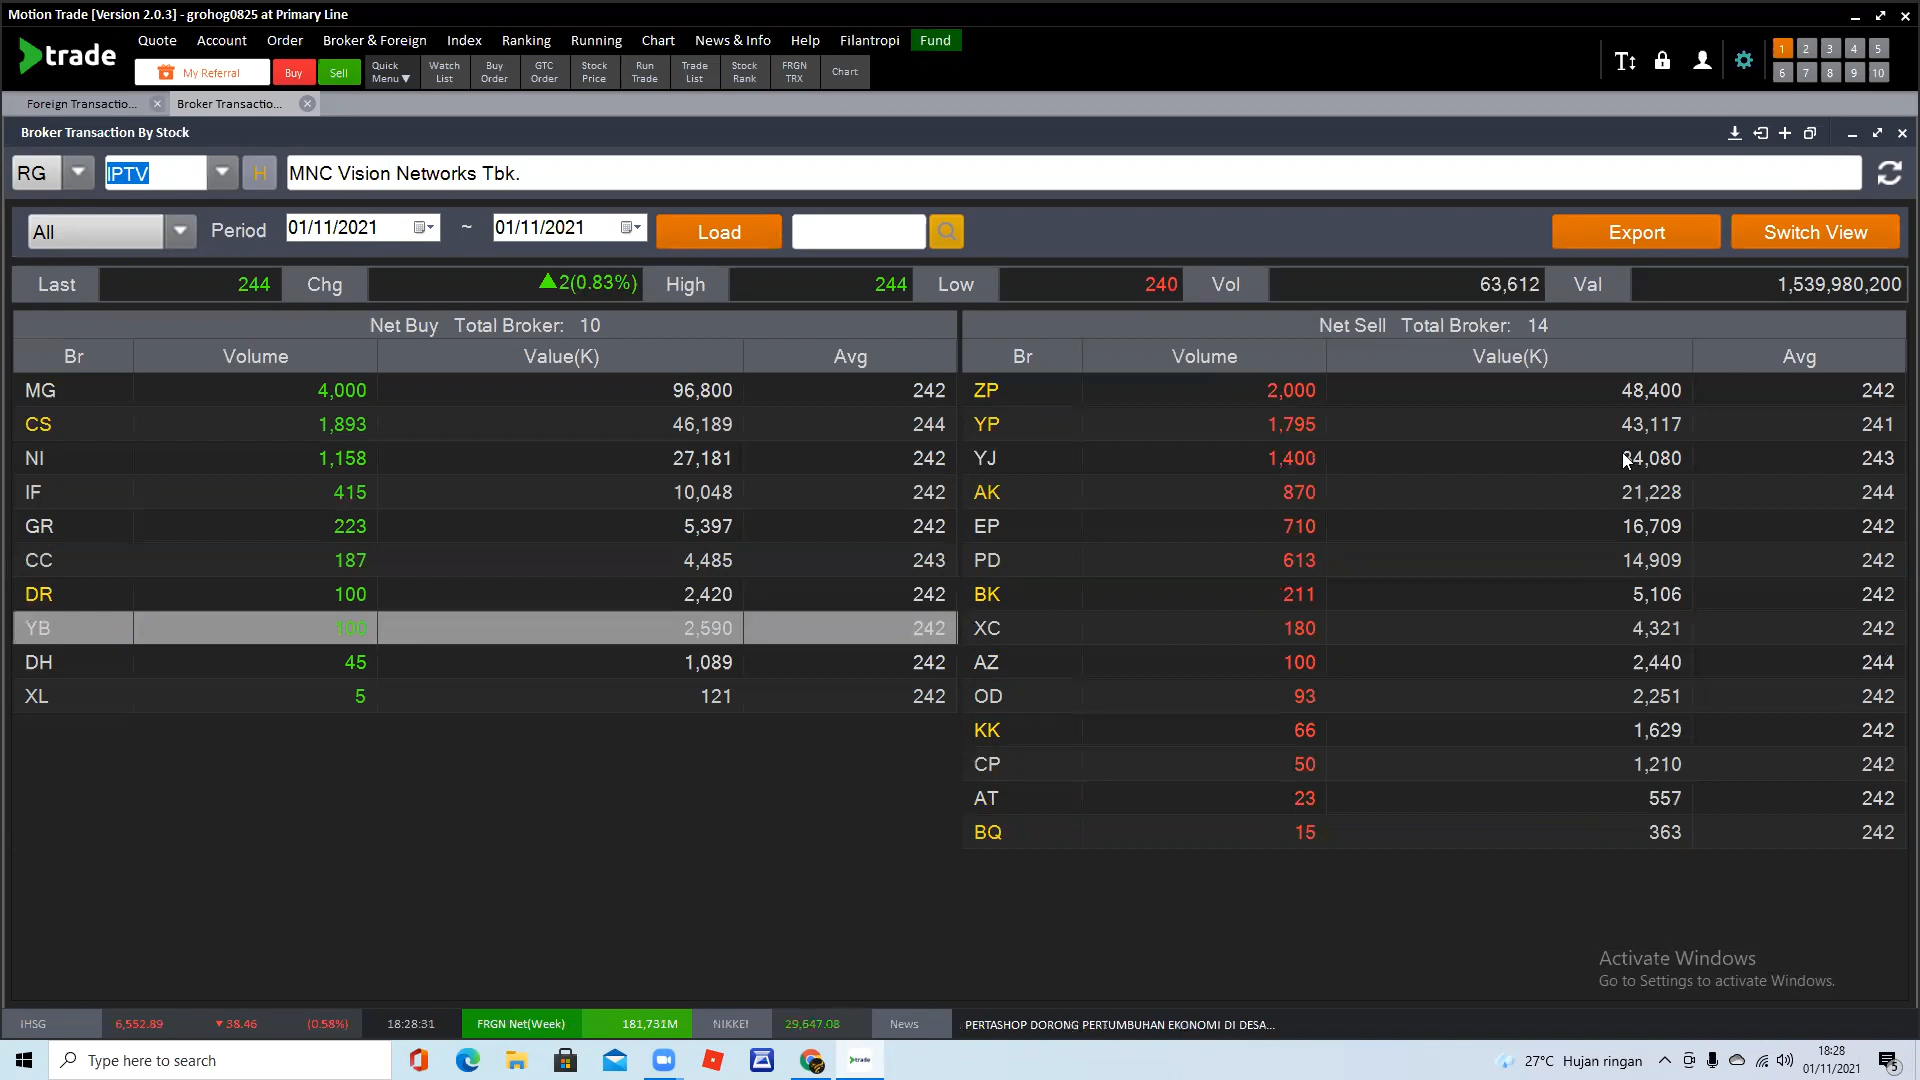 Motion Trade [Version 2.0.3] - grohog0825 at Primary Line
trade
Quote Account Order Broker & Foreign Index Ranking Running Chart News & Info Help Filantropi Fund
My Referral Buy Sell Quick Menu▼ Watch List Buy Order GTC Order Stock Price Run Trade Trade List Stock Rank FRGN TRX Chart
1 2 3 4 5
6 7 8 9 10
Foreign Transactio... Broker Transactio...
Broker Transaction By Stock
RG IPTV H MNC Vision Networks Tbk.
All Period 01/11/2021 ~ 01/11/2021 Load Export Switch View
Last 244 Chg ▲2(0.83%) High 244 Low 240 Vol 63,612 Val 1,539,980,200
Net Buy Total Broker: 10 Net Sell Total Broker: 14
Br Volume Value(K) Avg Br Volume Value(K) Avg
MG 4,000 96,800 242 ZP 2,000 48,400 242
CS 1,893 46,189 244 YP 1,795 43,117 241
NI 1,158 27,181 242 YJ 1,400 34,080 243
IF 415 10,048 242 AK 870 21,228 244
GR 223 5,397 242 EP 710 16,709 242
CC 187 4,485 243 PD 613 14,909 242
DR 100 2,420 242 BK 211 5,106 242
YB 100 2,590 242 XC 180 4,321 242
DH 45 1,089 242 AZ 100 2,440 244
XL 5 121 242 OD 93 2,251 242
KK 66 1,629 242
CP 50 1,210 242
AT 23 557 242
BQ 15 363 242
Activate Windows
Go to Settings to activate Windows.
IHSG 6,552.89 ▼38.46 (0.58%) 18:28:31 FRGN Net(Week) 181,731M NIKKEI 29,647.08 News PERTASHOP DORONG PERTUMBUHAN EKONOMI DI DESA...
Type here to search trade 27°C Hujan ringan 18:28
01/11/2021 5